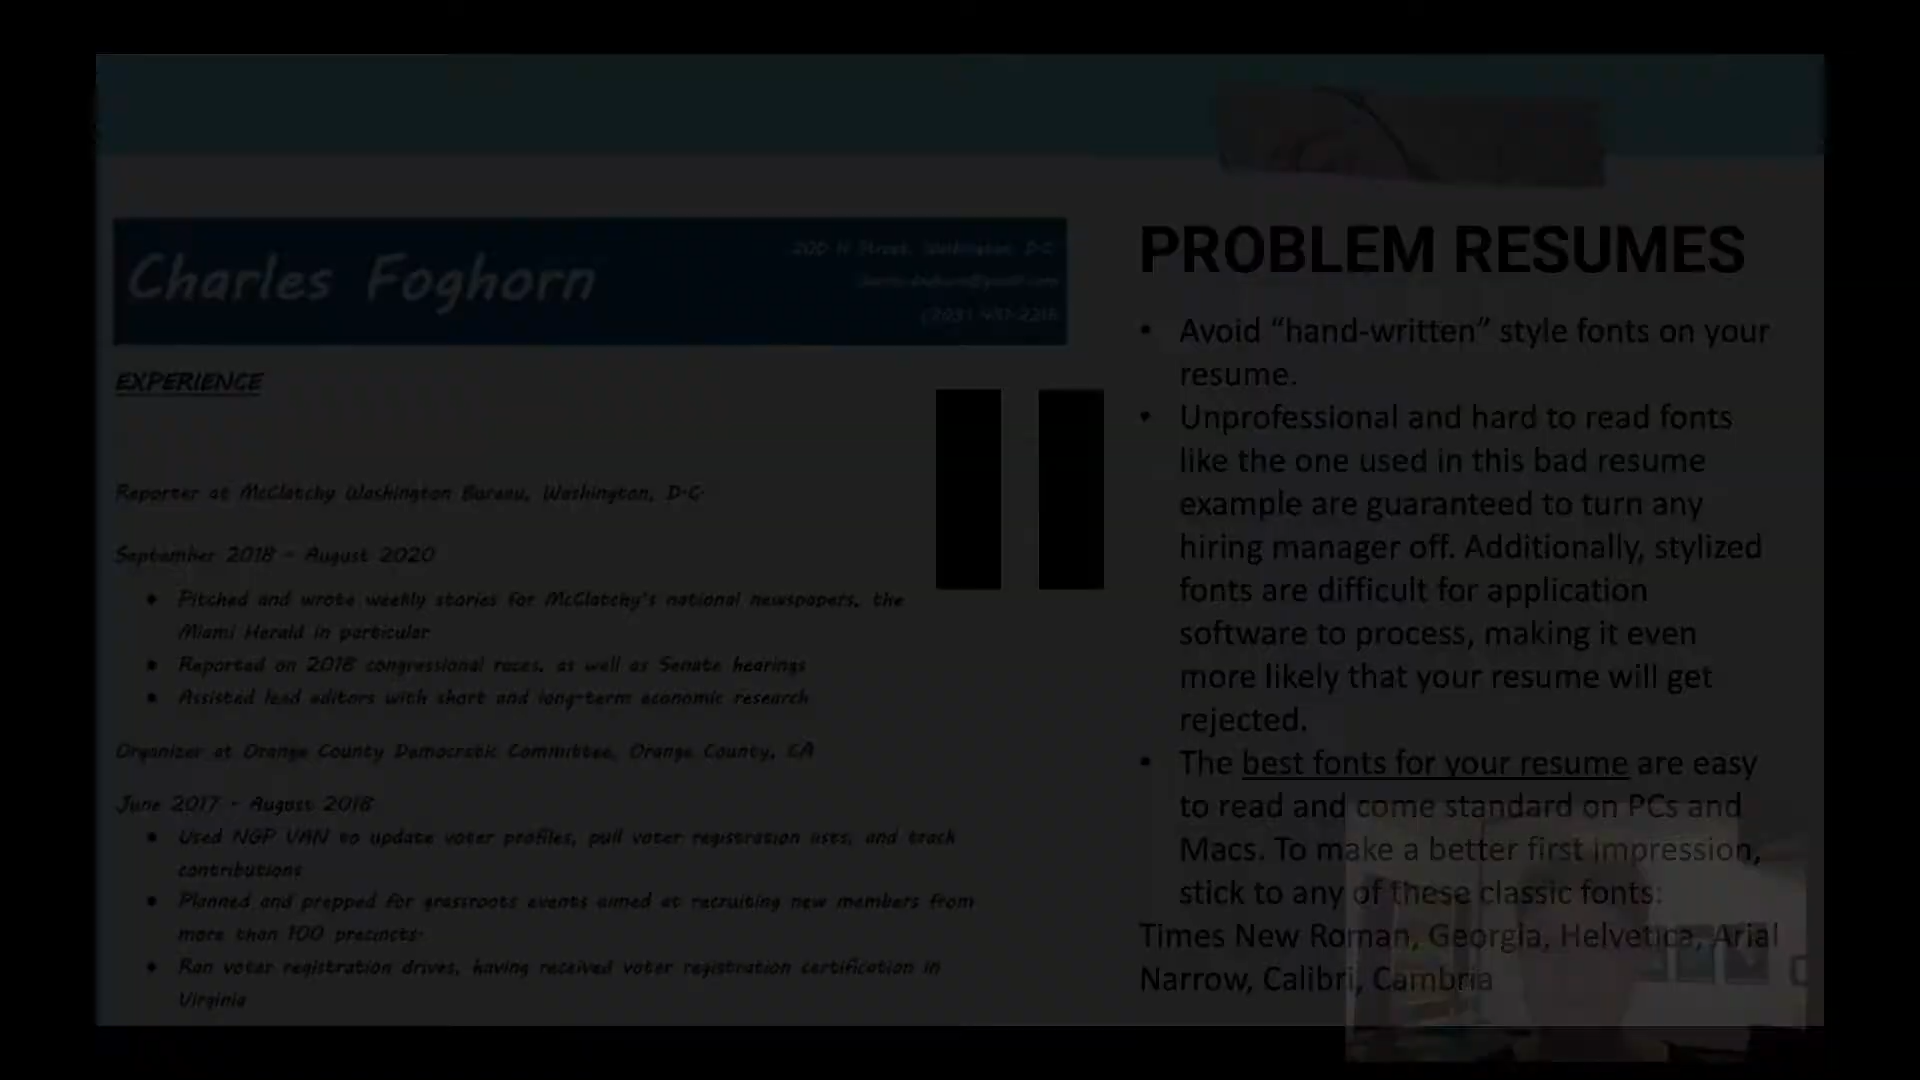 Charles Foghorn
Washington, D.C.
EXPERIENCE
Reporter at McClatchy Washington Bureau, Washington, D.C.
September 2018 - August 2020
• Pitched and wrote weekly stories for McClatchy's national newspapers, the
Miami Herald in particular
• Reported on 2018 congressional races, as well as Senate hearings
• Assisted lead editors with short and long-term economic research
Organizer at Orange County Democratic Committee, Orange County, CA
June 2017 - August 2018
• Used NGP VAN to update voter profiles, pull voter registration lists, and track
contributions
• Planned and prepped for grassroots events aimed at recruiting new members from
more than 100 precincts.
• Ran voter registration drives, having received voter registration certification in
Virginia
PROBLEM RESUMES
• Avoid “hand-written” style fonts on your
resume.
• Unprofessional and hard to read fonts
like the one used in this bad resume
example are guaranteed to turn any
hiring manager off. Additionally, stylized
fonts are difficult for application
software to process, making it even
more likely that your resume will get
rejected.
• The best fonts for your resume are easy
to read and come standard on PCs and
Macs. To make a better first impression,
stick to any of these classic fonts:
Times New Roman, Georgia, Helvetica, Arial
Narrow, Calibri, Cambria